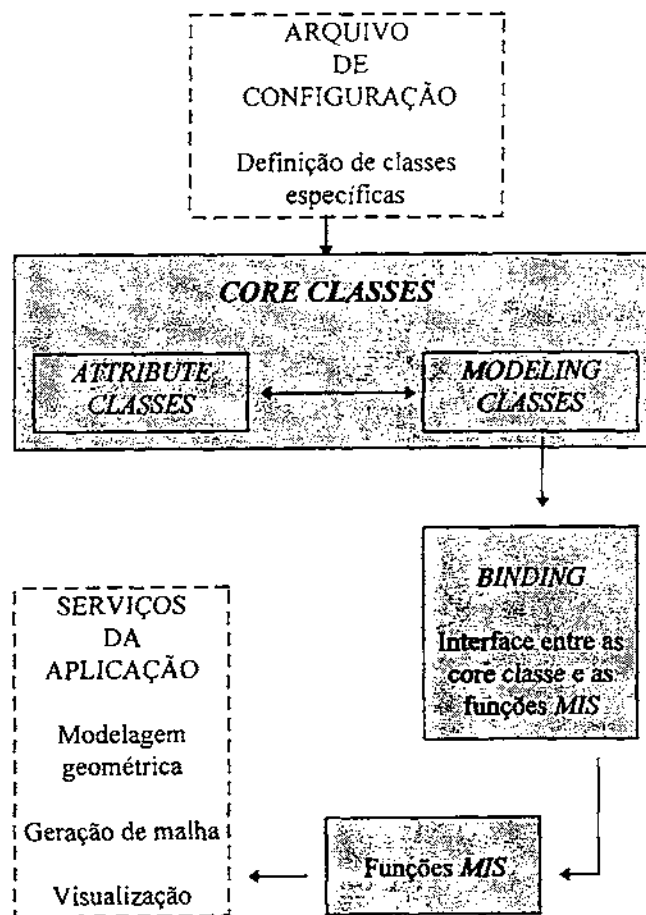 ARQUIVO
DE
CONFIGURAÇÃO
Definição de classes
específicas
CORE CLASSES
ATTRIBUTE
CLASSES
MODELING
CLASSES
BINDING
Interface entre as
core classe e as
funções MIS
SERVIÇOS
DA
APLICAÇÃO
Modelagem
geométrica
Geração de malha
Visualização
Funções MIS